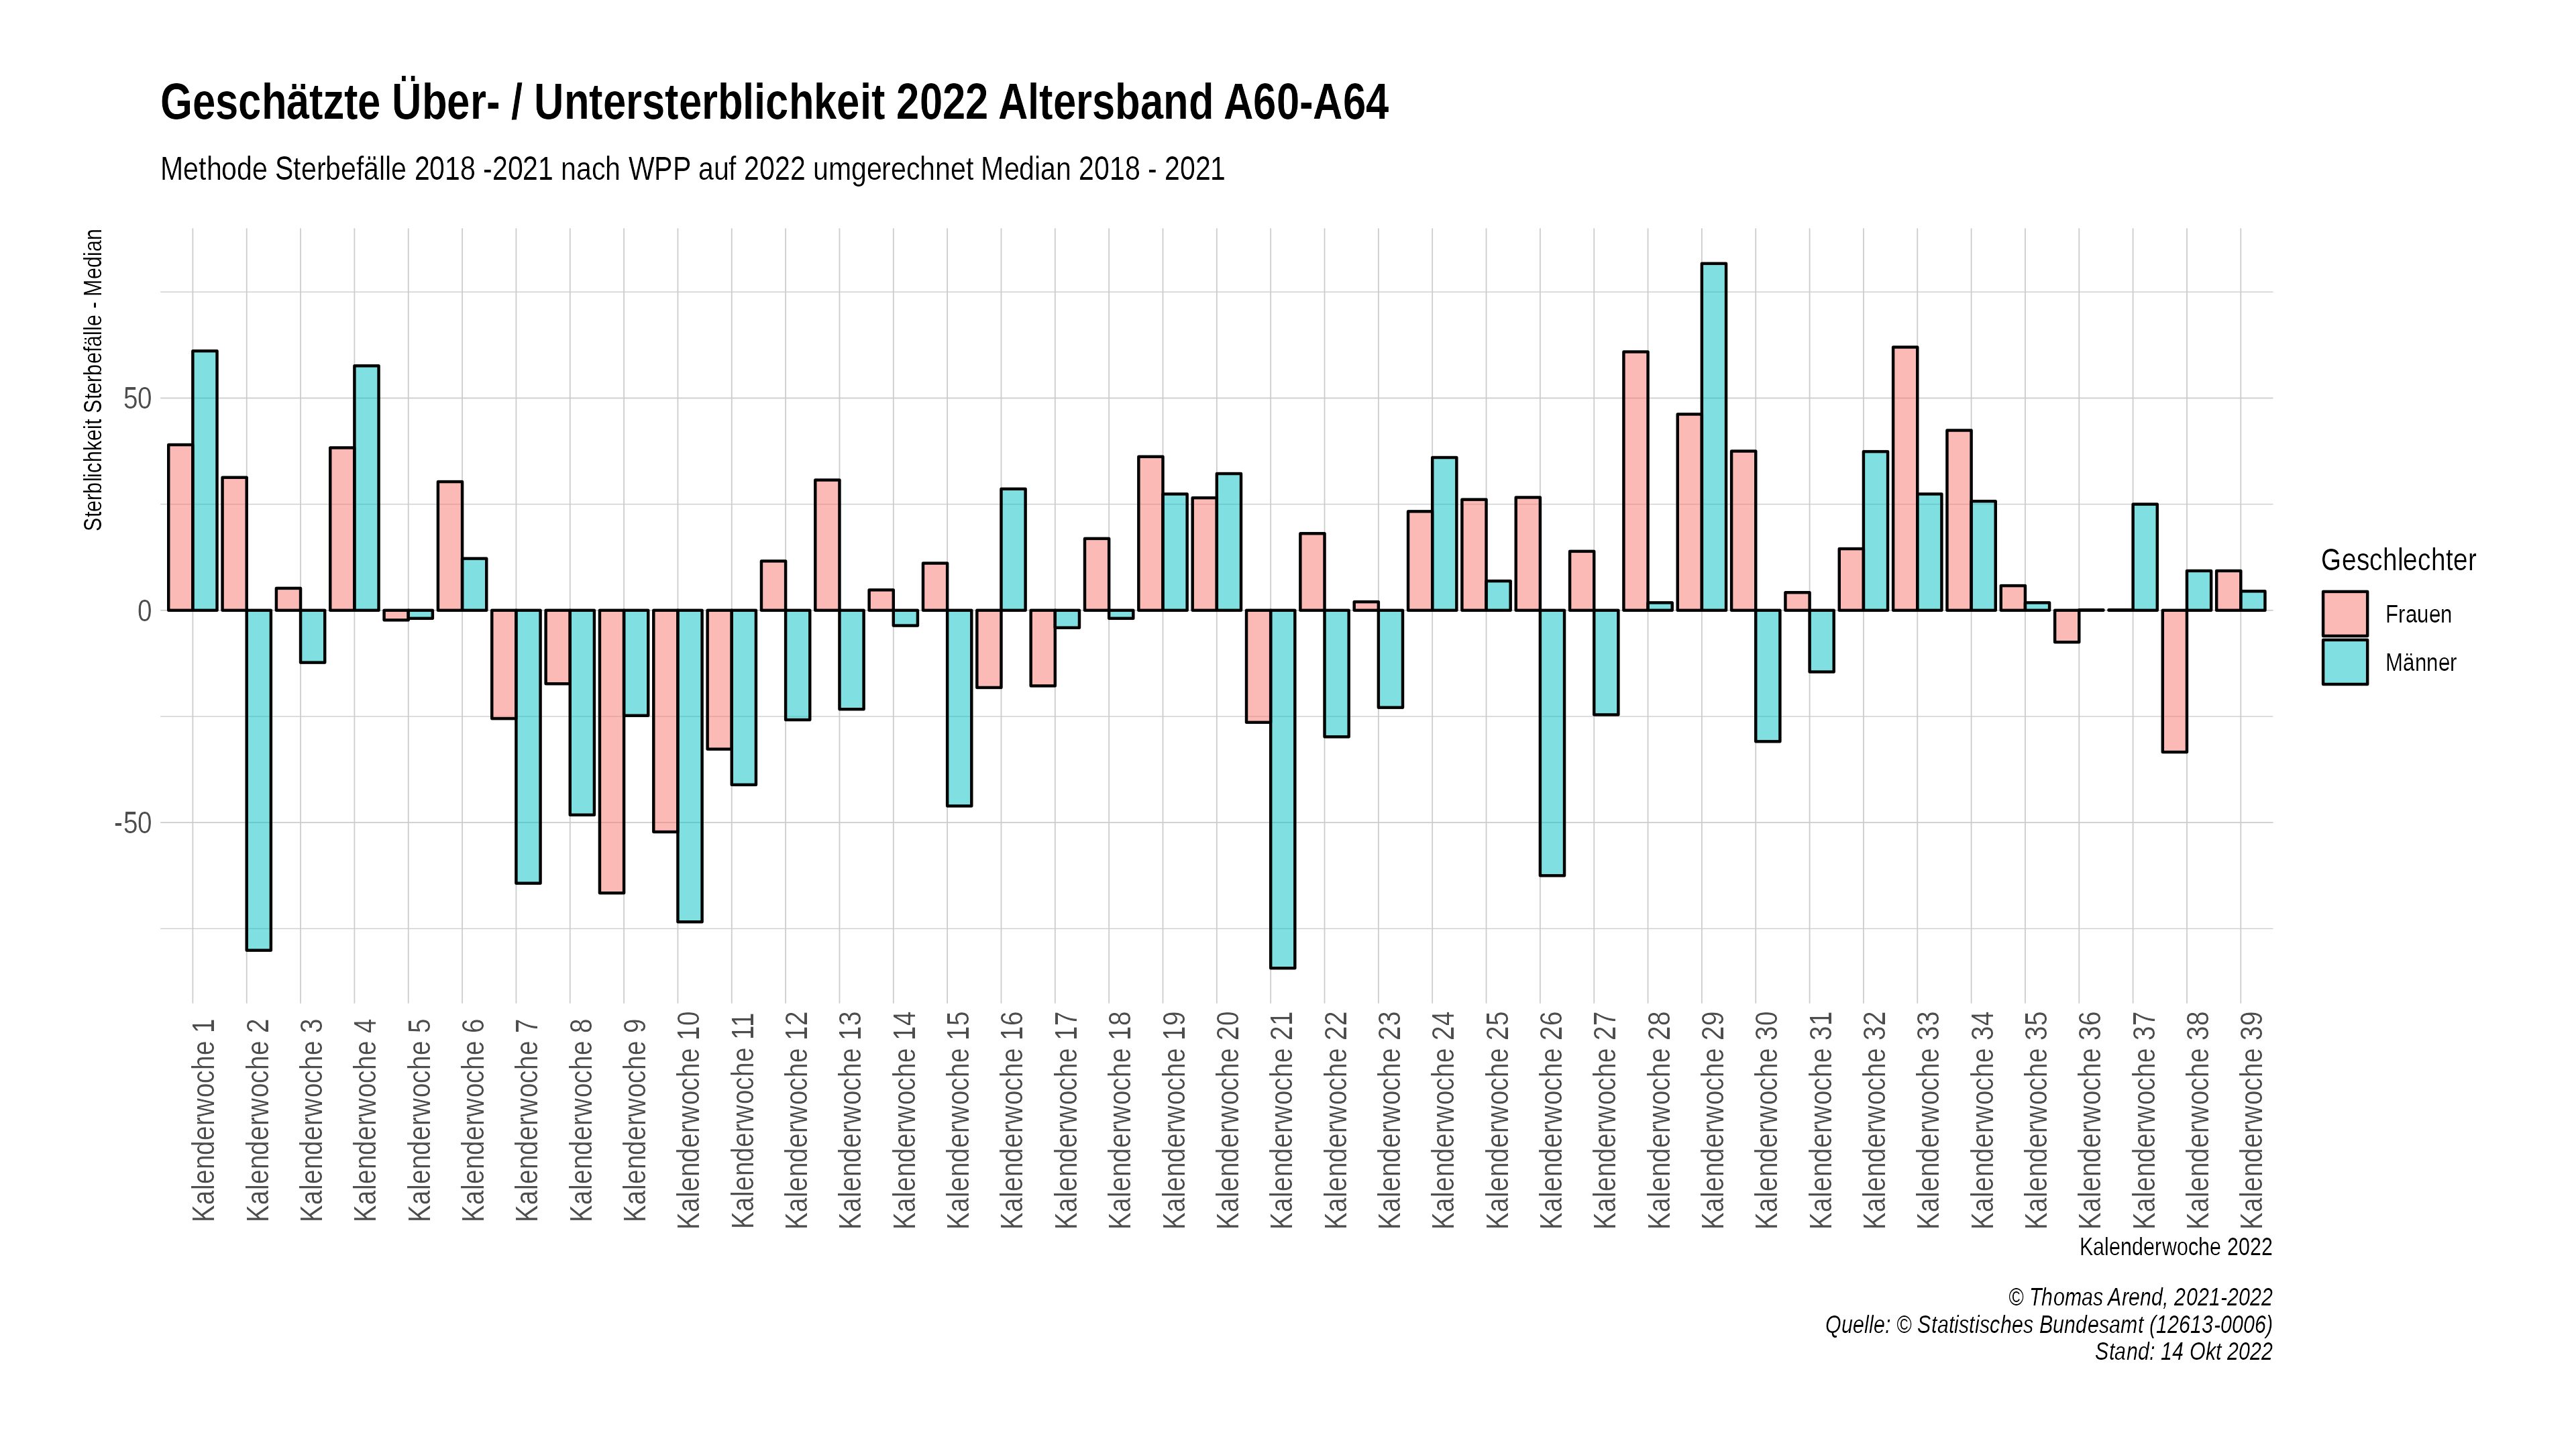 Geschätzte Über- / Untersterblichkeit 2022 Altersband A60-A64
Methode Sterbefälle 2018 -2021 nach WPP auf 2022 umgerechnet Median 2018 - 2021
Sterblichkeit Sterbefälle - Median
50
0
-50
Geschlechter
Frauen
Männer
Kalenderwoche 1
Kalenderwoche 2
Kalenderwoche 3
Kalenderwoche 4
Kalenderwoche 5
Kalenderwoche 6
Kalenderwoche 7
Kalenderwoche 8
Kalenderwoche 9
Kalenderwoche 10
Kalenderwoche 11
Kalenderwoche 12
Kalenderwoche 13
Kalenderwoche 14
Kalenderwoche 15
Kalenderwoche 16
Kalenderwoche 17
Kalenderwoche 18
Kalenderwoche 19
Kalenderwoche 20
Kalenderwoche 21
Kalenderwoche 22
Kalenderwoche 23
Kalenderwoche 24
Kalenderwoche 25
Kalenderwoche 26
Kalenderwoche 27
Kalenderwoche 28
Kalenderwoche 29
Kalenderwoche 30
Kalenderwoche 31
Kalenderwoche 32
Kalenderwoche 33
Kalenderwoche 34
Kalenderwoche 35
Kalenderwoche 36
Kalenderwoche 37
Kalenderwoche 38
Kalenderwoche 39
Kalenderwoche 2022
© Thomas Arend, 2021-2022
Quelle: © Statistisches Bundesamt (12613-0006)
Stand: 14 Okt 2022